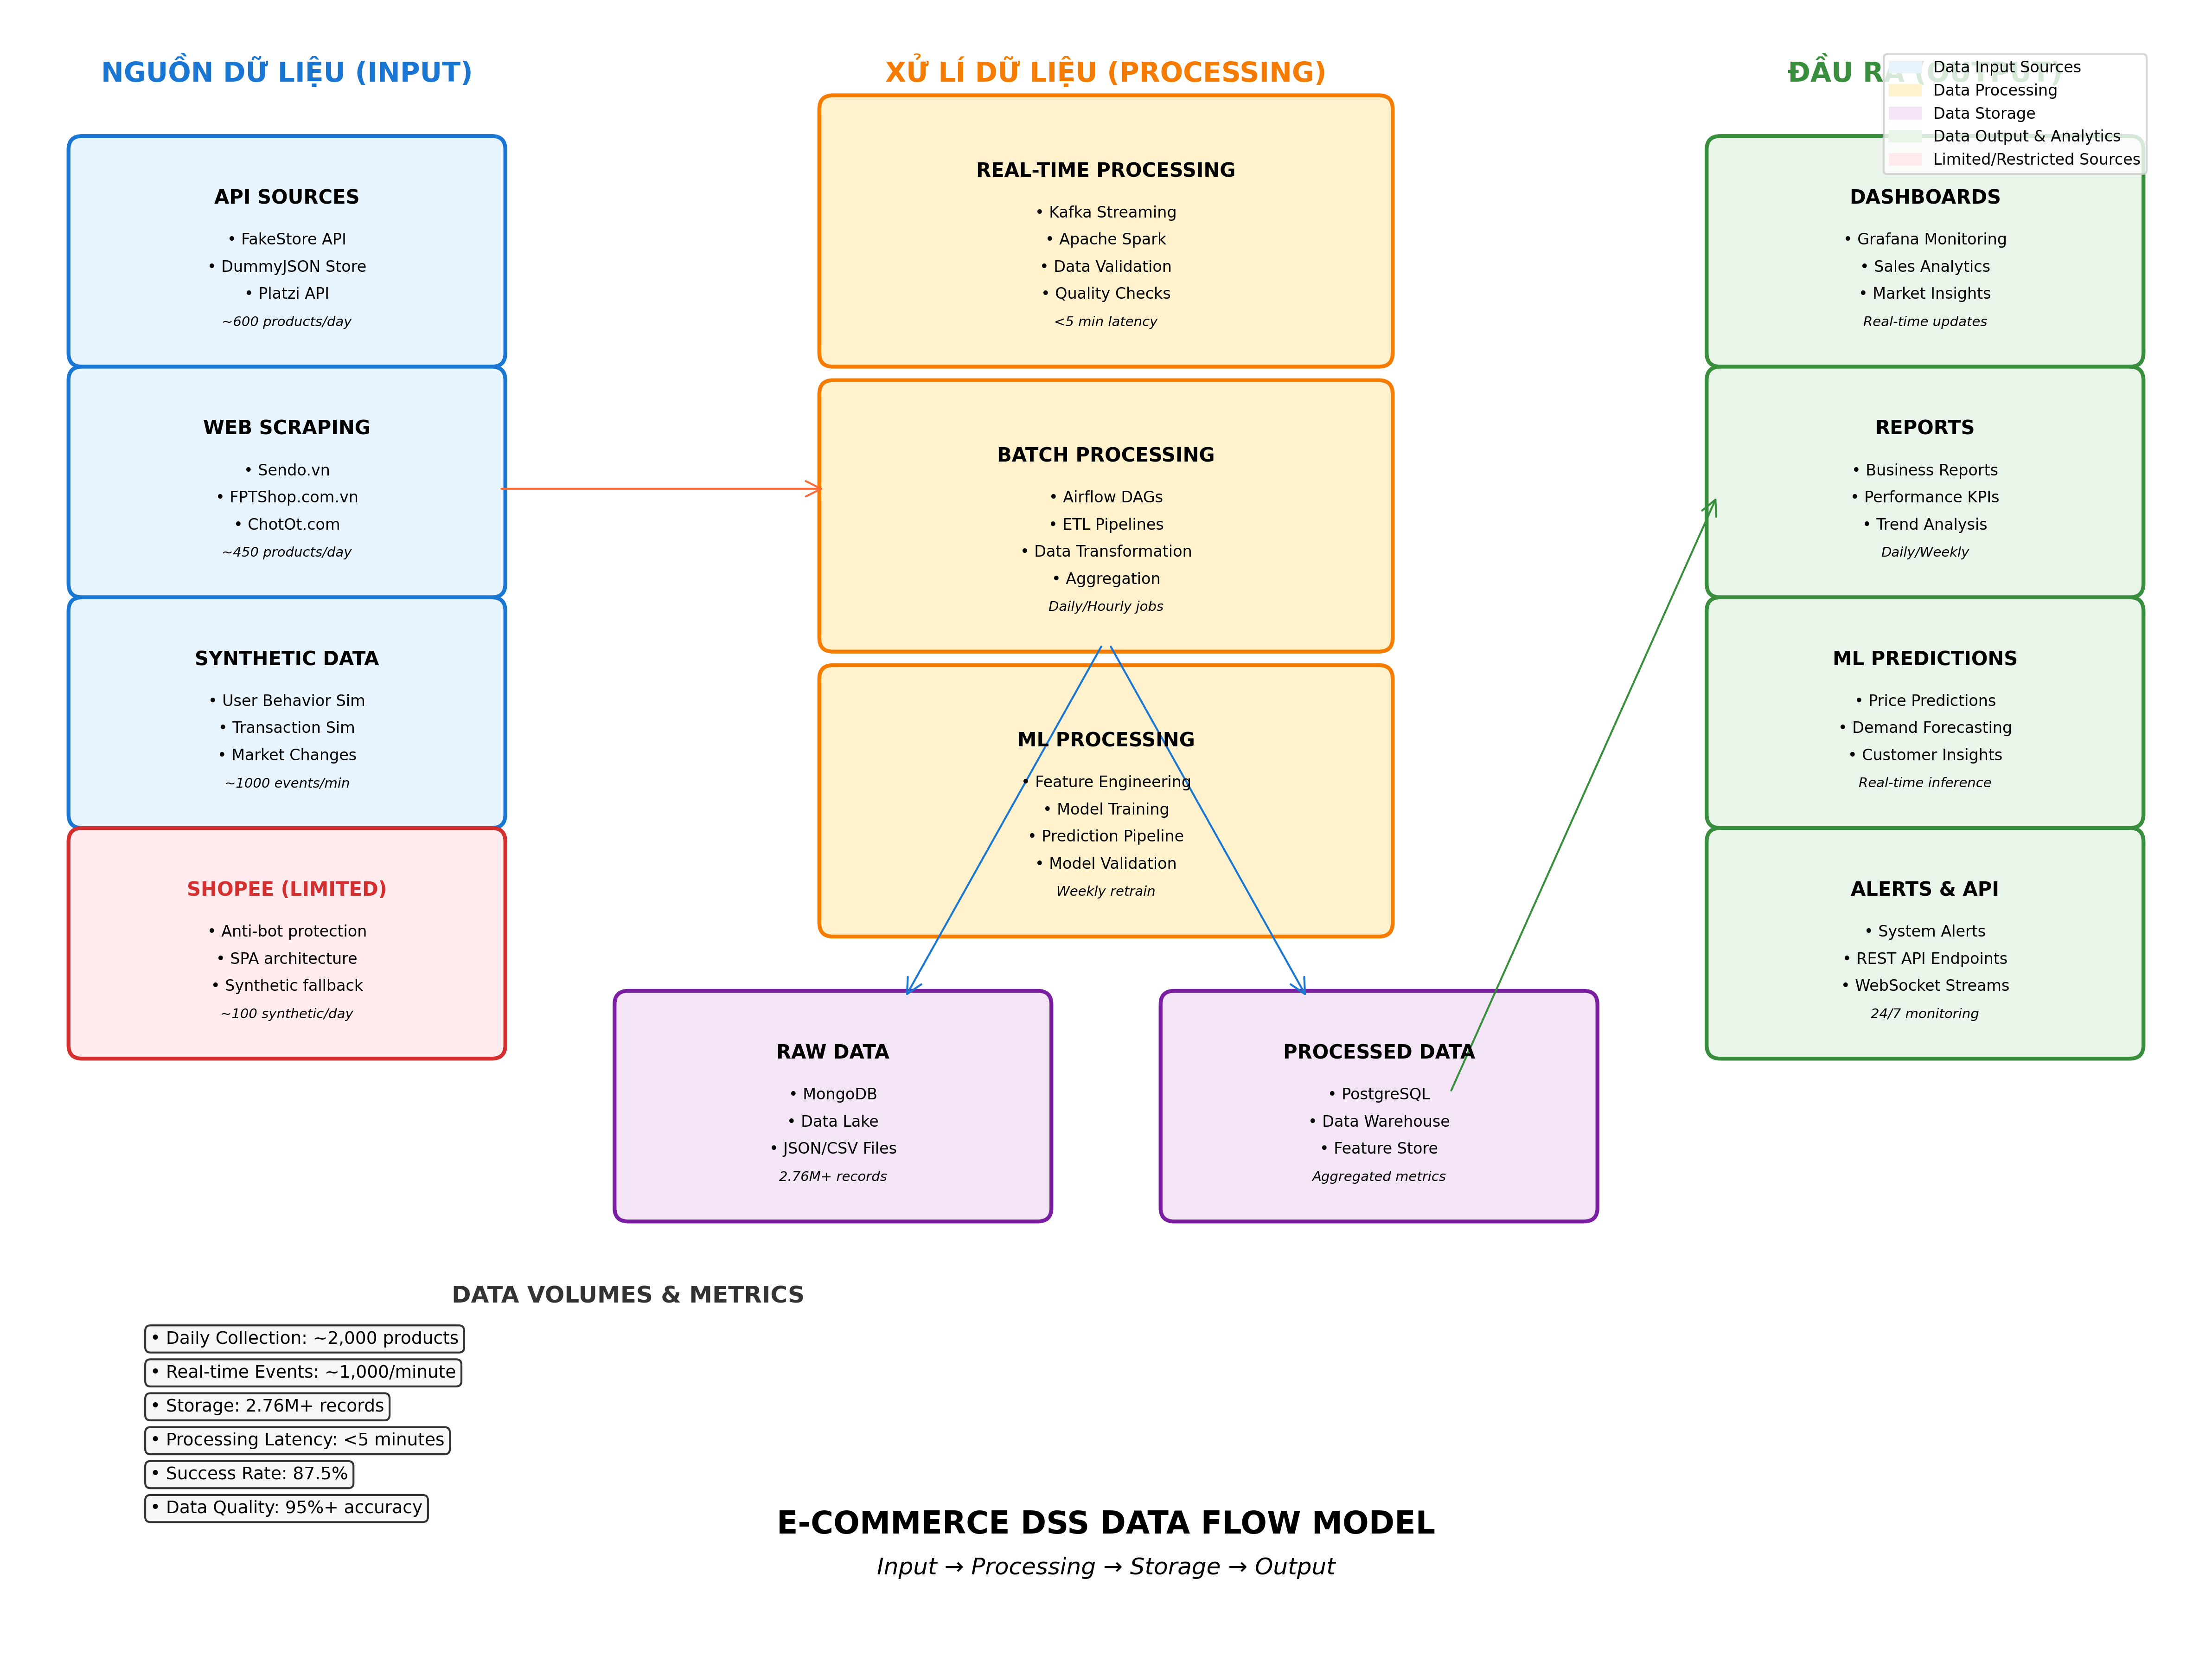 NGUỒN DỮ LIỆU (INPUT)
API SOURCES
• FakeStore API
• DummyJSON Store
• Platzi API
~600 products/day
WEB SCRAPING
• Sendo.vn
• FPTShop.com.vn
• ChotOt.com
~450 products/day
SYNTHETIC DATA
• User Behavior Sim
• Transaction Sim
• Market Changes
~1000 events/min
SHOPEE (LIMITED)
• Anti-bot protection
• SPA architecture
• Synthetic fallback
~100 synthetic/day
XỬ LÍ DỮ LIỆU (PROCESSING)
REAL-TIME PROCESSING
• Kafka Streaming
• Apache Spark
• Data Validation
• Quality Checks
<5 min latency
BATCH PROCESSING
• Airflow DAGs
• ETL Pipelines
• Data Transformation
• Aggregation
Daily/Hourly jobs
ML PROCESSING
• Feature Engineering
• Model Training
• Prediction Pipeline
• Model Validation
Weekly retrain
RAW DATA
• MongoDB
• Data Lake
• JSON/CSV Files
2.76M+ records
PROCESSED DATA
• PostgreSQL
• Data Warehouse
• Feature Store
Aggregated metrics
ĐẦU RA (OUTPUT)
Data Input Sources
Data Processing
Data Storage
Data Output & Analytics
Limited/Restricted Sources
DASHBOARDS
• Grafana Monitoring
• Sales Analytics
• Market Insights
Real-time updates
REPORTS
• Business Reports
• Performance KPIs
• Trend Analysis
Daily/Weekly
ML PREDICTIONS
• Price Predictions
• Demand Forecasting
• Customer Insights
Real-time inference
ALERTS & API
• System Alerts
• REST API Endpoints
• WebSocket Streams
24/7 monitoring
DATA VOLUMES & METRICS
• Daily Collection: ~2,000 products
• Real-time Events: ~1,000/minute
• Storage: 2.76M+ records
• Processing Latency: <5 minutes
• Success Rate: 87.5%
• Data Quality: 95%+ accuracy
E-COMMERCE DSS DATA FLOW MODEL
Input → Processing → Storage → Output